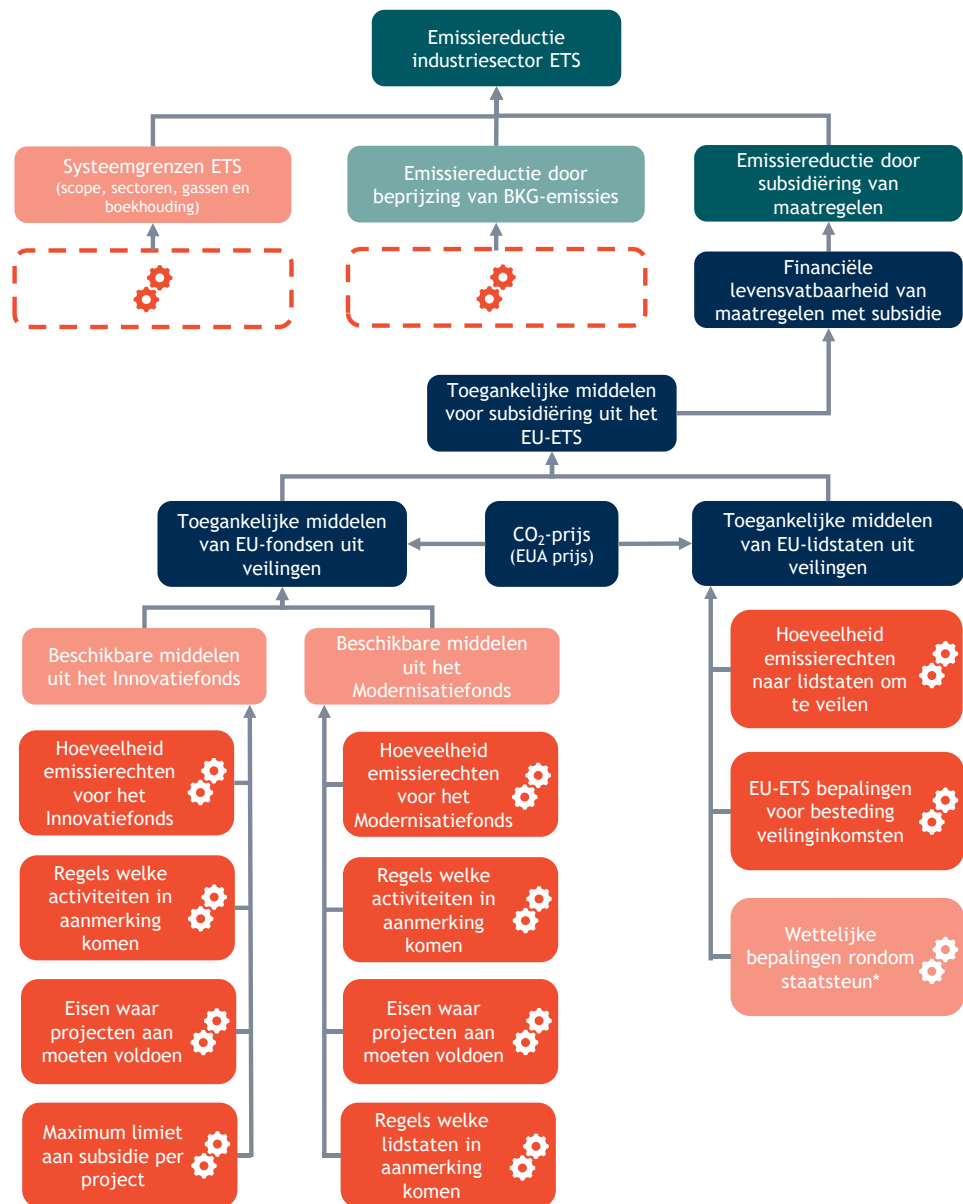 Emissiereductie
industriesector ETS
Systeemgrenzen ETS
(scope, sectoren, gassen en
boekhouding)
Emissiereductie door
beprijzing van BKG-emissies
Emissiereductie door
subsidiëring van
maatregelen
Financiële
levensvatbaarheid van
maatregelen met subsidie
Toegankelijke middelen
voor subsidiëring uit het
EU-ETS
Toegankelijke middelen
van EU-fondsen uit
veilingen
CO₂-prijs
(EUA prijs)
Toegankelijke middelen
van EU-lidstaten uit
veilingen
Beschikbare middelen
uit het Innovatiefonds
Beschikbare middelen
uit het
Modernisatiefonds
Hoeveelheid
emissierechten
naar lidstaten om
te veilen
Hoeveelheid
emissierechten
voor het
Innovatiefonds
Hoeveelheid
emissierechten
voor het
Modernisatiefonds
EU-ETS bepalingen
voor besteding
veilinginkomsten
Regels welke
activiteiten in
aanmerking
komen
Regels welke
activiteiten in
aanmerking
komen
Wettelijke
bepalingen rondom
staatsteun*
Eisen waar
projecten aan
moeten voldoen
Eisen waar
projecten aan
moeten voldoen
Maximum limiet
aan subsidie per
project
Regels welke
lidstaten in
aanmerking
komen